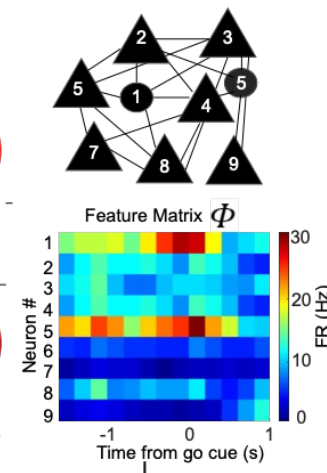 2 3
5 1 4 5
7 8 9
Feature Matrix Φ
Neuron #
1
2
3
4
5
6
7
8
9
-1 0 1
Time from go cue (s)
30
20
10
0
FR (Hz)